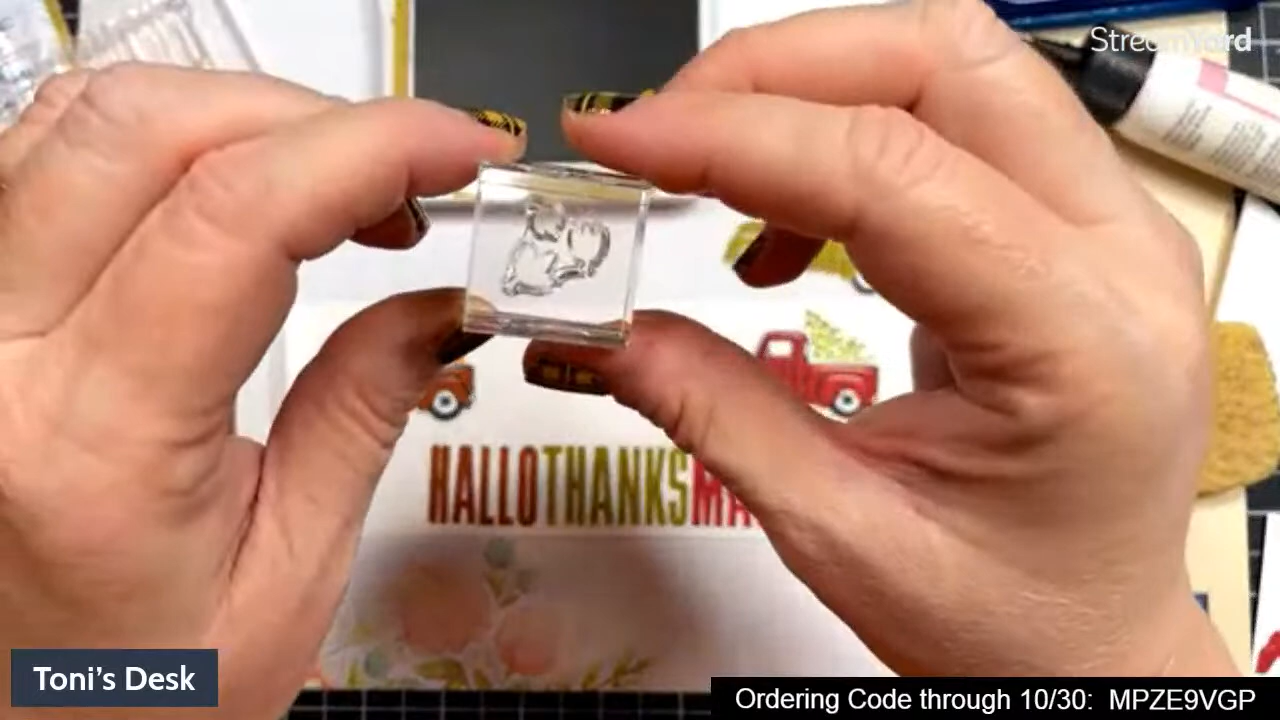 StreamYard
HALLOTHANKSMA
Toni's Desk
Ordering Code through 10/30: MPZE9VGP